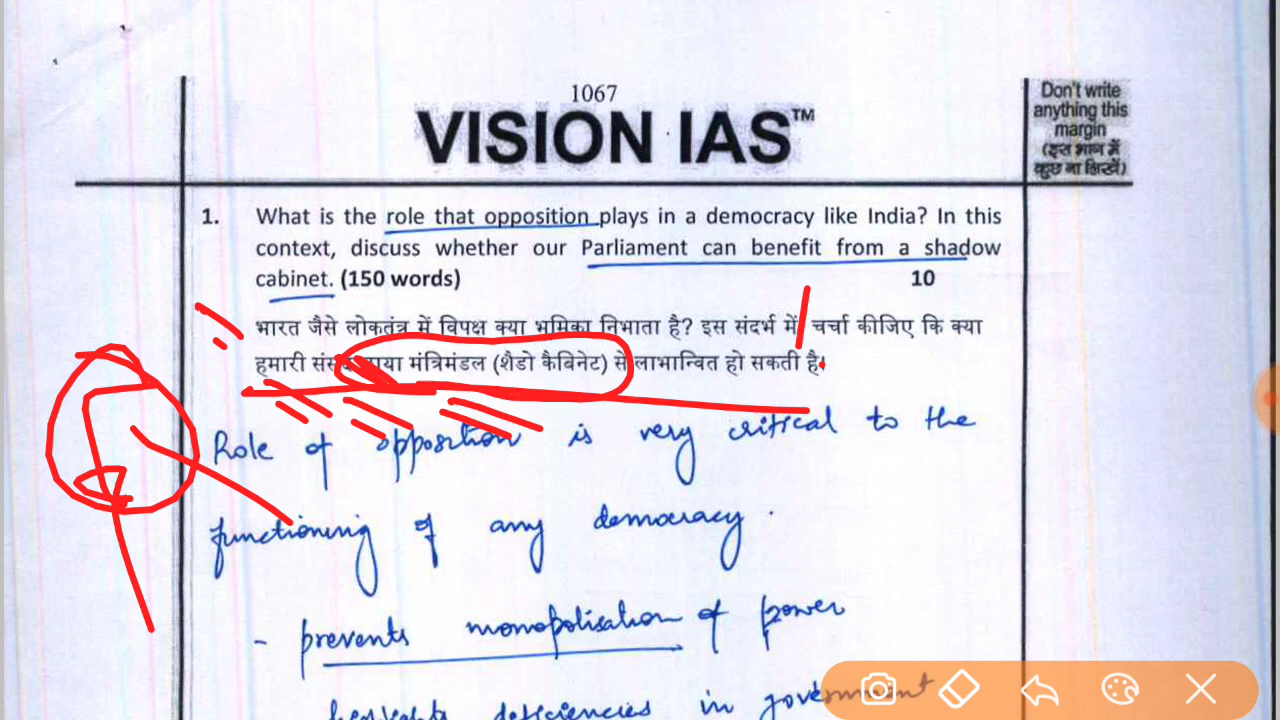 1067
VISION IAS™
Don't write
anything this
margin
(इस भाग में
कुछ ना लिखें)
1. What is the role that opposition plays in a democracy like India? In this
context, discuss whether our Parliament can benefit from a shadow
cabinet. (150 words) 10
भारत जैसे लोकतंत्र में विपक्ष क्या भूमिका निभाता है? इस संदर्भ में, चर्चा कीजिए कि क्या
हमारी मंत्रिमंडल (शैडो कैबिनेट) से लाभान्वित हो सकती है।
Role of opposition is very critical to the
functioning of any democracy.
- prevents monopolisation of power
deficiencies in government